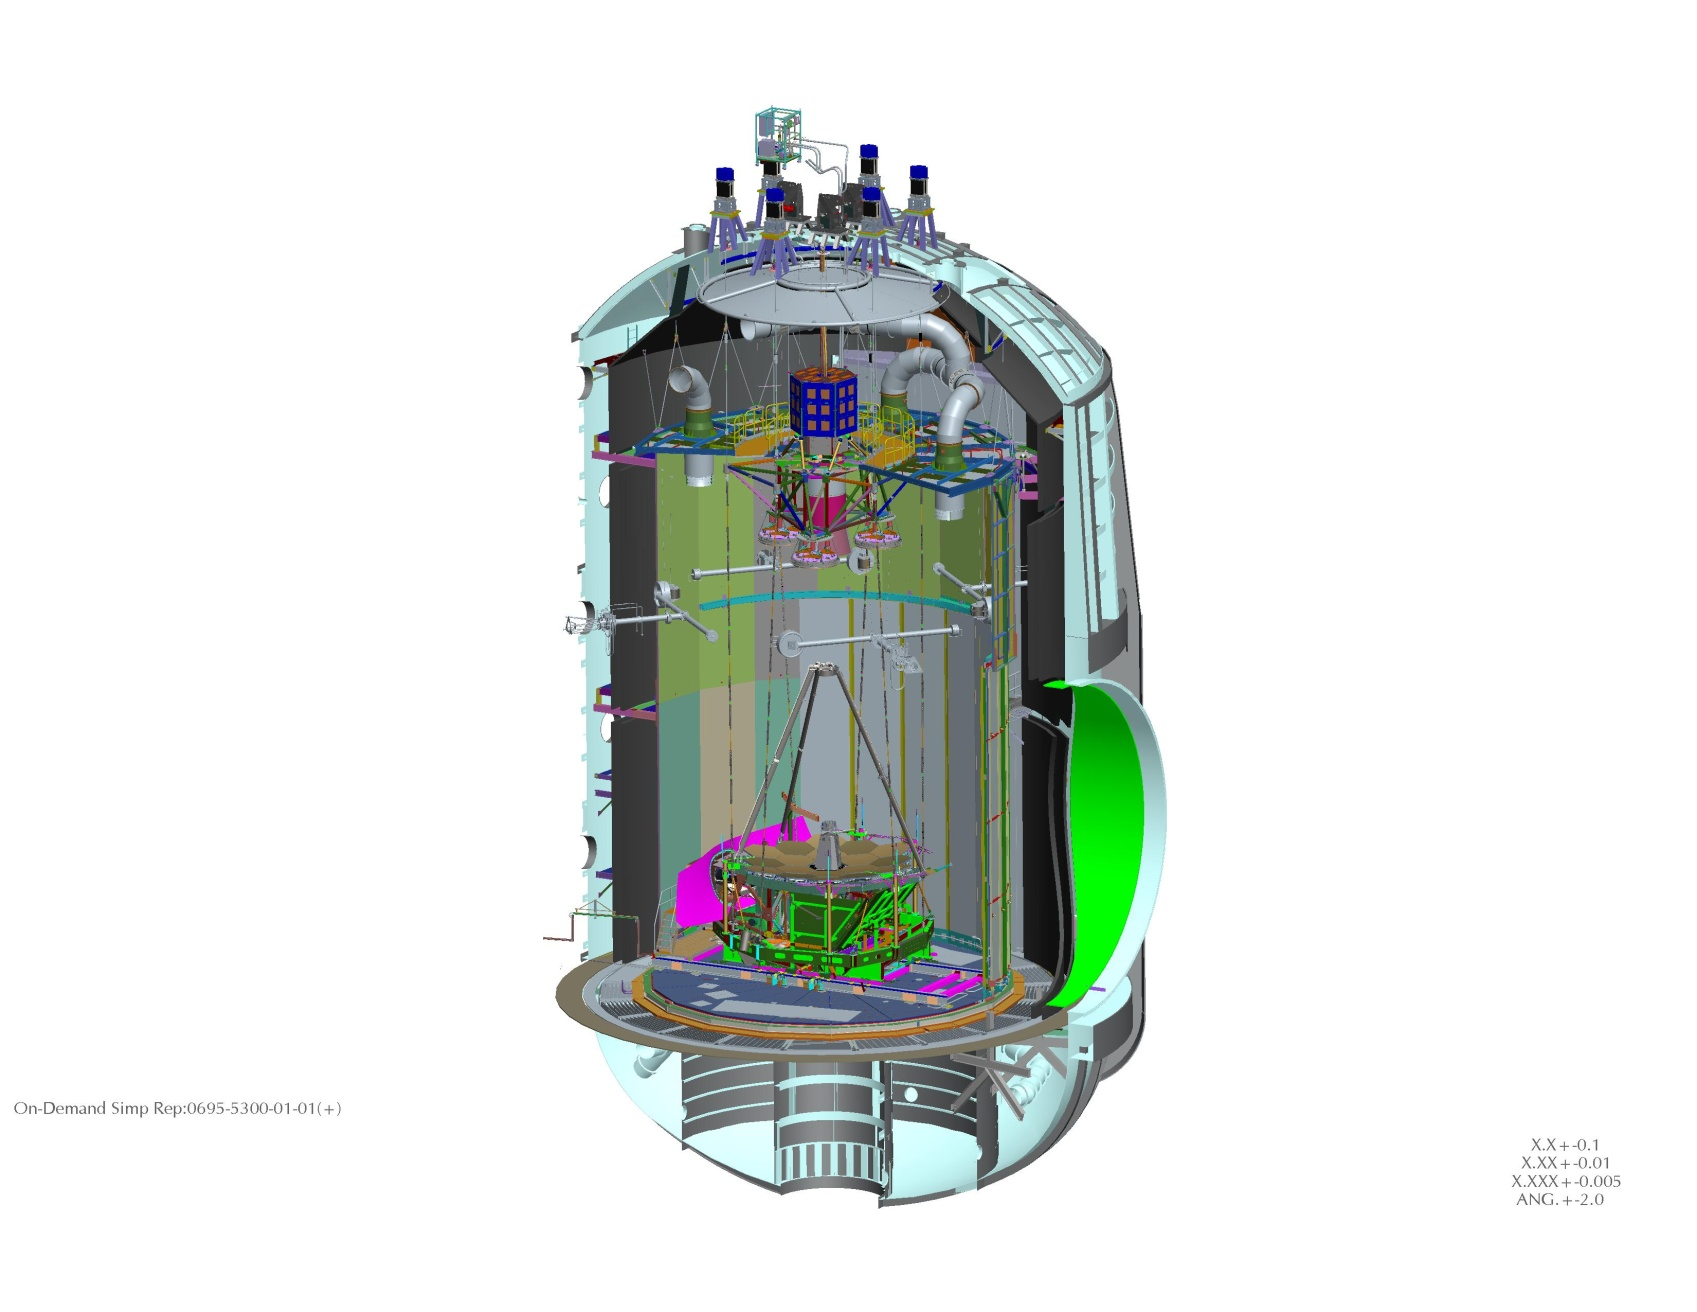 On-Demand Simp Rep:0695-5300-01-01(+)
X.X+-0.1
X.XX+-0.01
X.XXX+-0.005
ANG.+-2.0